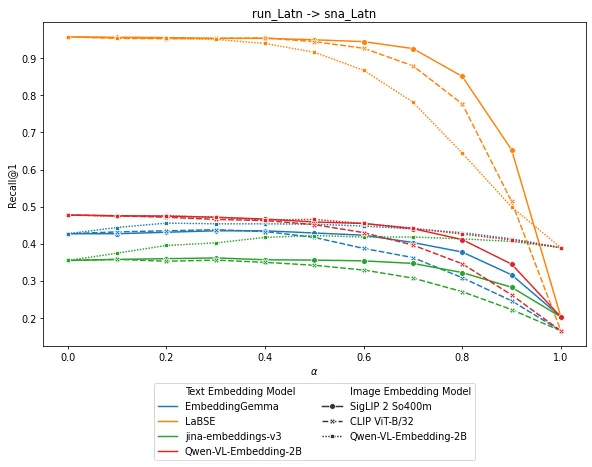 run_Latn -> sna_Latn
Recall@1
0.9
0.8
0.7
0.6
0.5
0.4
0.3
0.2
0.0 0.2 0.4 0.6 0.8 1.0
α
Text Embedding Model Image Embedding Model
EmbeddingGemma SigLIP 2 So400m
LaBSE CLIP ViT-B/32
jina-embeddings-v3 Qwen-VL-Embedding-2B
Qwen-VL-Embedding-2B